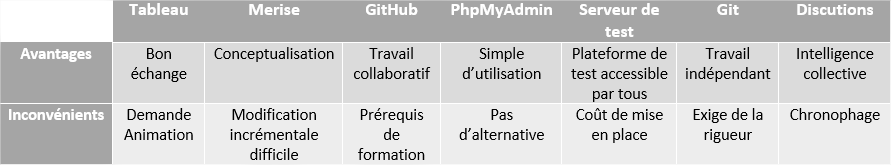 Tableau Merise GitHub PhpMyAdmin Serveur de test Git Discutions
Avantages Bon échange Conceptualisation Travail collaboratif Simple d'utilisation Plateforme de test accessible par tous Travail indépendant Intelligence collective
Inconvénients Demande Animation Modification incrémentale difficile Prérequis de formation Pas d'alternative Coût de mise en place Exige de la rigueur Chronophage